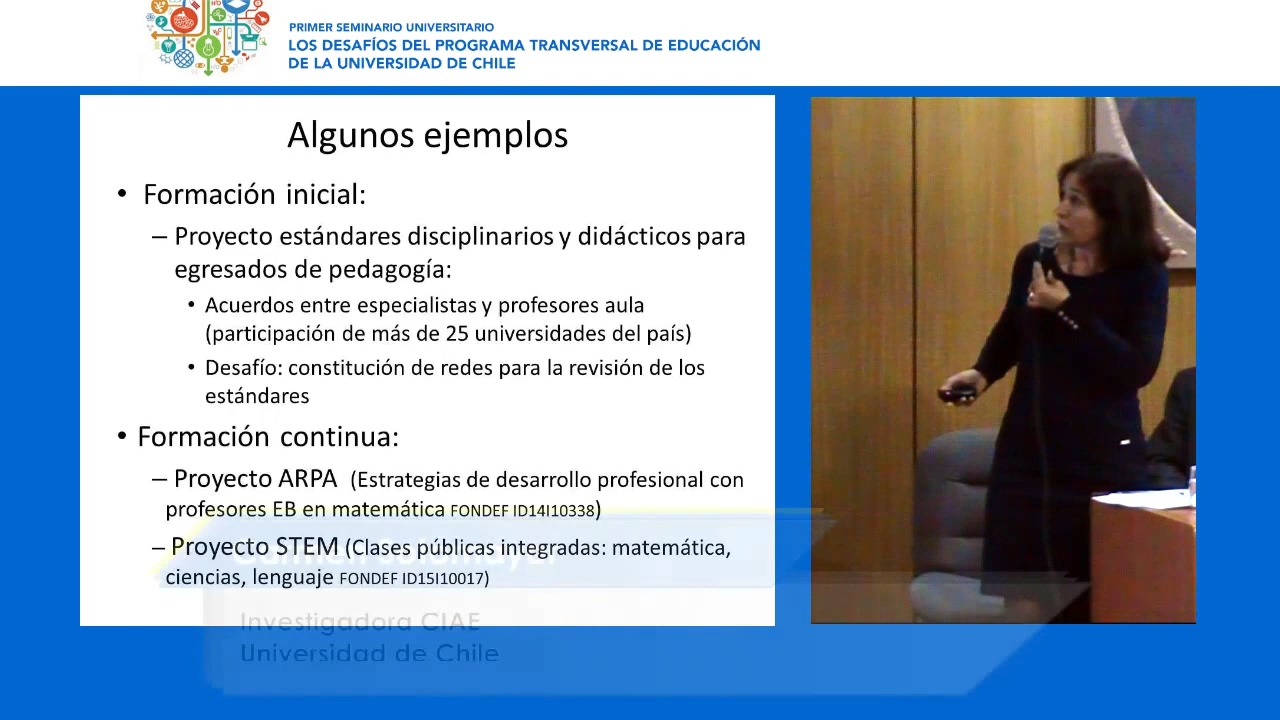 PRIMER SEMINARIO UNIVERSITARIO
LOS DESAFÍOS DEL PROGRAMA TRANSVERSAL DE EDUCACIÓN
DE LA UNIVERSIDAD DE CHILE
Algunos ejemplos
• Formación inicial:
– Proyecto estándares disciplinarios y didácticos para
egresados de pedagogía:
• Acuerdos entre especialistas y profesores aula
(participación de más de 25 universidades del país)
• Desafío: constitución de redes para la revisión de los
estándares
• Formación continua:
– Proyecto ARPA (Estrategias de desarrollo profesional con
profesores EB en matemática FONDEF ID14I10338)
– Proyecto STEM (Clases públicas integradas: matemática,
ciencias, lenguaje FONDEF ID15I10017)
Carmen Sotomayor
Investigadora CIAE
Universidad de Chile